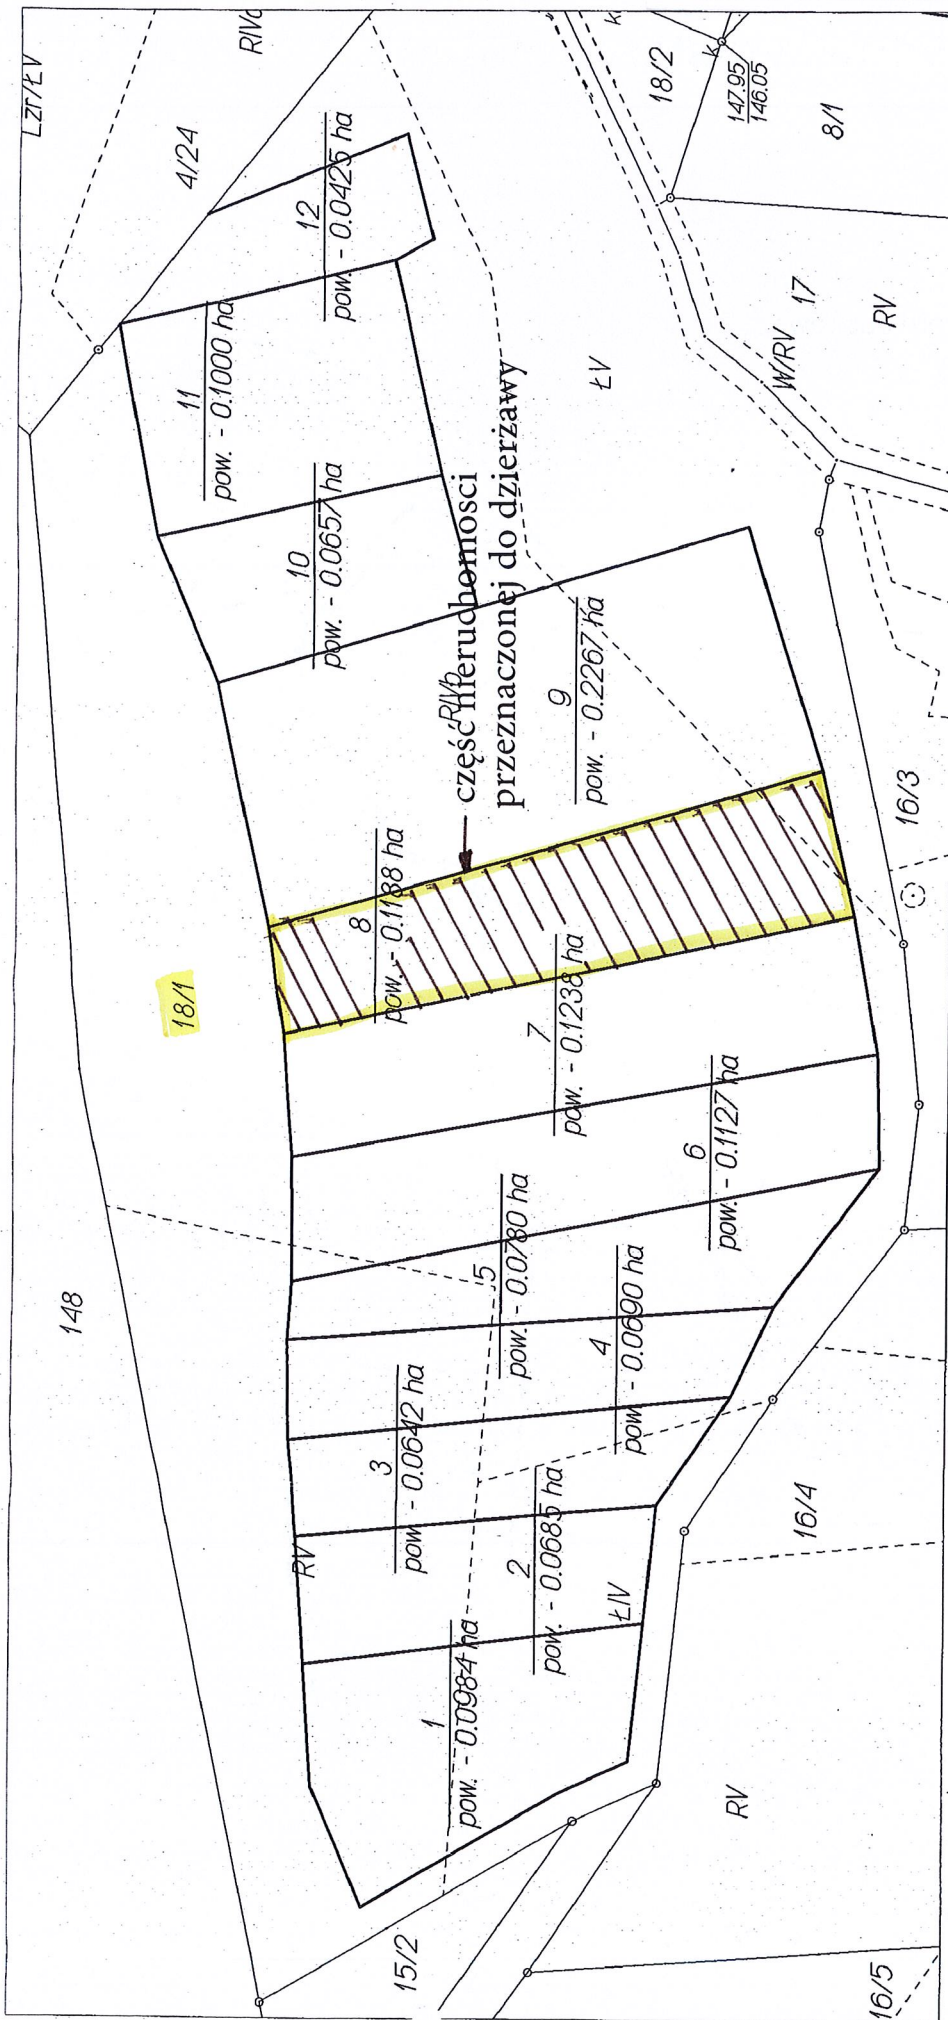 Lzr/ŁV
4/24
18/2
k
147.95
146.05
8/1
12
pow. - 0.0425 ha
11
pow. - 0.1000 ha
10
pow. - 0.0657 ha
ŁV
W/RV
17
RV
RIVb
część nieruchomosci
przeznaczonej do dzierżawy
9
pow. - 0.2267 ha
16/3
18/1
8
pow. - 0.1188 ha
7
pow. - 0.1238 ha
6
pow. - 0.1127 ha
148
5
pow. - 0.0780 ha
4
pow. - 0.0690 ha
3
pow. - 0.0642 ha
RV
2
pow. - 0.0685 ha
ŁIV
16/4
1
pow. - 0.0984 ha
RV
15/2
16/5